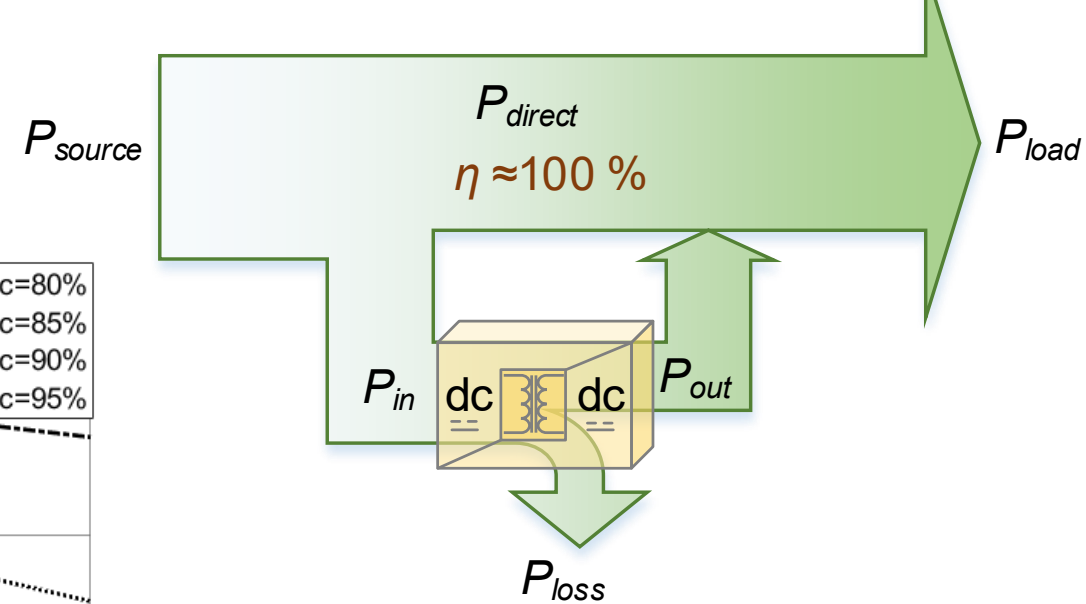 P_direct
P_source
P_load
η ≈100 %
c=80%
c=85%
c=90%
c=95%
P_in
dc
dc
P_out
P_loss